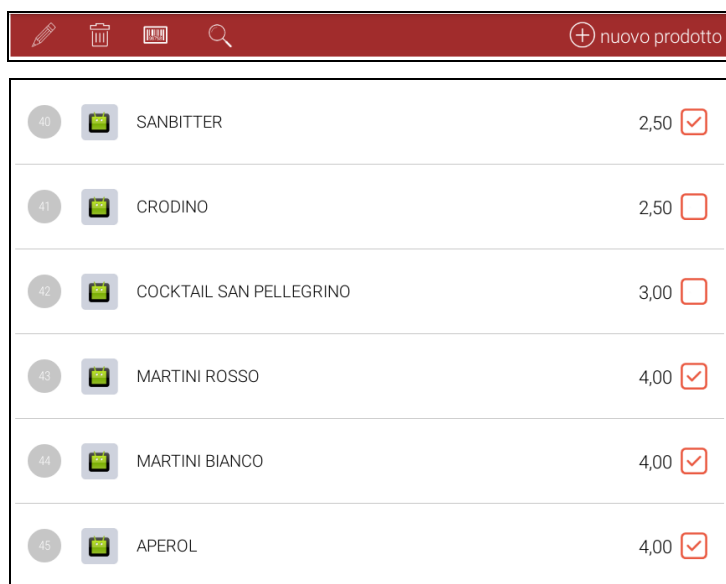 nuovo prodotto
40 SANBITTER 2,50
41 CRODINO 2,50
42 COCKTAIL SAN PELLEGRINO 3,00
43 MARTINI ROSSO 4,00
44 MARTINI BIANCO 4,00
45 APEROL 4,00